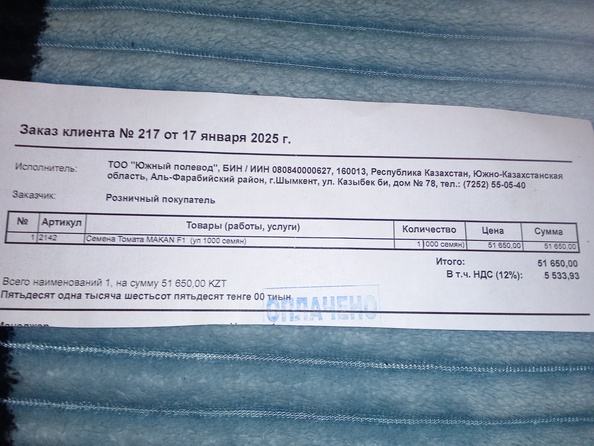 Заказ клиента № 217 от 17 января 2025 г.
Исполнитель: ТОО "Южный полевод", БИН / ИИН 080840000627, 160013, Республика Казахстан, Южно-Казахстанская
область, Аль-Фарабийский район, г.Шымкент, ул. Казыбек би, дом № 78, тел.: (7252) 55-05-40
Заказчик: Розничный покупатель
№ Артикул Товары (работы, услуги) Количество Цена Сумма
1 2142 Семена Томата MAKAN F1 (уп 1000 семян) 1 000 семян) 51 650,00 51 650,00
Итого: 51 650,00
В т.ч. НДС (12%): 5 533,93
Всего наименований 1, на сумму 51 650,00 KZT
Пятьдесят одна тысяча шестьсот пятьдесят тенге 00 тиын
ОПЛАЧЕНО
Менеджер